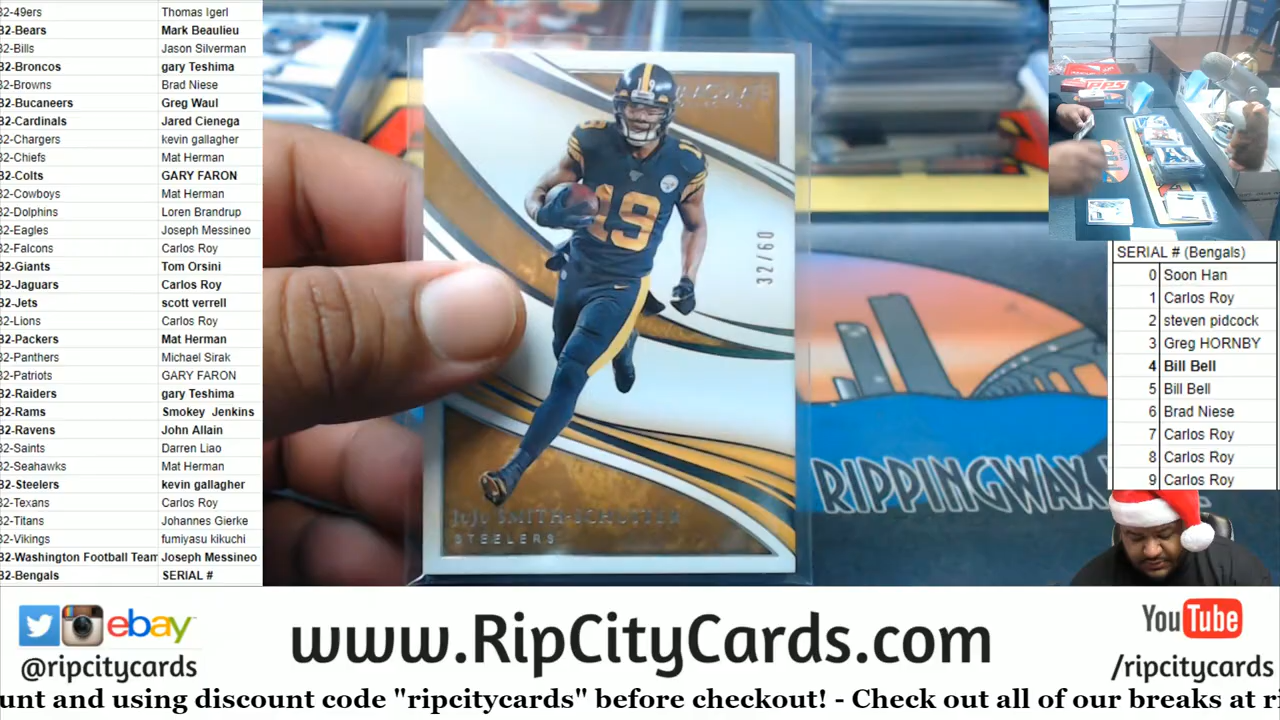 32-49ers Thomas Igerl
32-Bears Mark Beaulieu
32-Bills Jason Silverman
32-Broncos gary Teshima
32-Browns Brad Niese
32-Bucaneers Greg Waul
32-Cardinals Jared Cienega
32-Chargers kevin gallagher
32-Chiefs Mat Herman
32-Colts GARY FARON
32-Cowboys Mat Herman
32-Dolphins Loren Brandrup
32-Eagles Joseph Messineo
32-Falcons Carlos Roy
32-Giants Tom Orsini
32-Jaguars Carlos Roy
32-Jets scott verrell
32-Lions Carlos Roy
32-Packers Mat Herman
32-Panthers Michael Sirak
32-Patriots GARY FARON
32-Raiders gary Teshima
32-Rams Smokey Jenkins
32-Ravens John Allain
32-Saints Darren Liao
32-Seahawks Mat Herman
32-Steelers kevin gallagher
32-Texans Carlos Roy
32-Titans Johannes Gierke
32-Vikings fumiyasu kikuchi
32-Washington Football Team Joseph Messineo
32-Bengals SERIAL #
19
19
32/60
JUJU SMITH-SCHUSTER
STEELERS
RIPPINGWAX
SERIAL # (Bengals)
0 Soon Han
1 Carlos Roy
2 steven pidcock
3 Greg HORNBY
4 Bill Bell
5 Bill Bell
6 Brad Niese
7 Carlos Roy
8 Carlos Roy
9 Carlos Roy
ebay
@ripcitycards
www.RipCityCards.com
YouTube
/ripcitycards
unt and using discount code "ripcitycards" before checkout! - Check out all of our breaks at ri